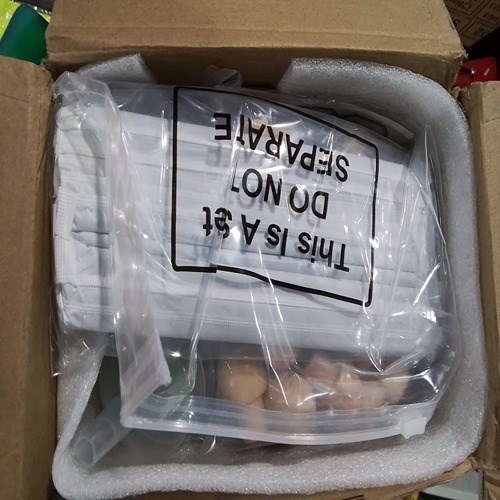 This Is A Set
DO NOT
SEPARATE